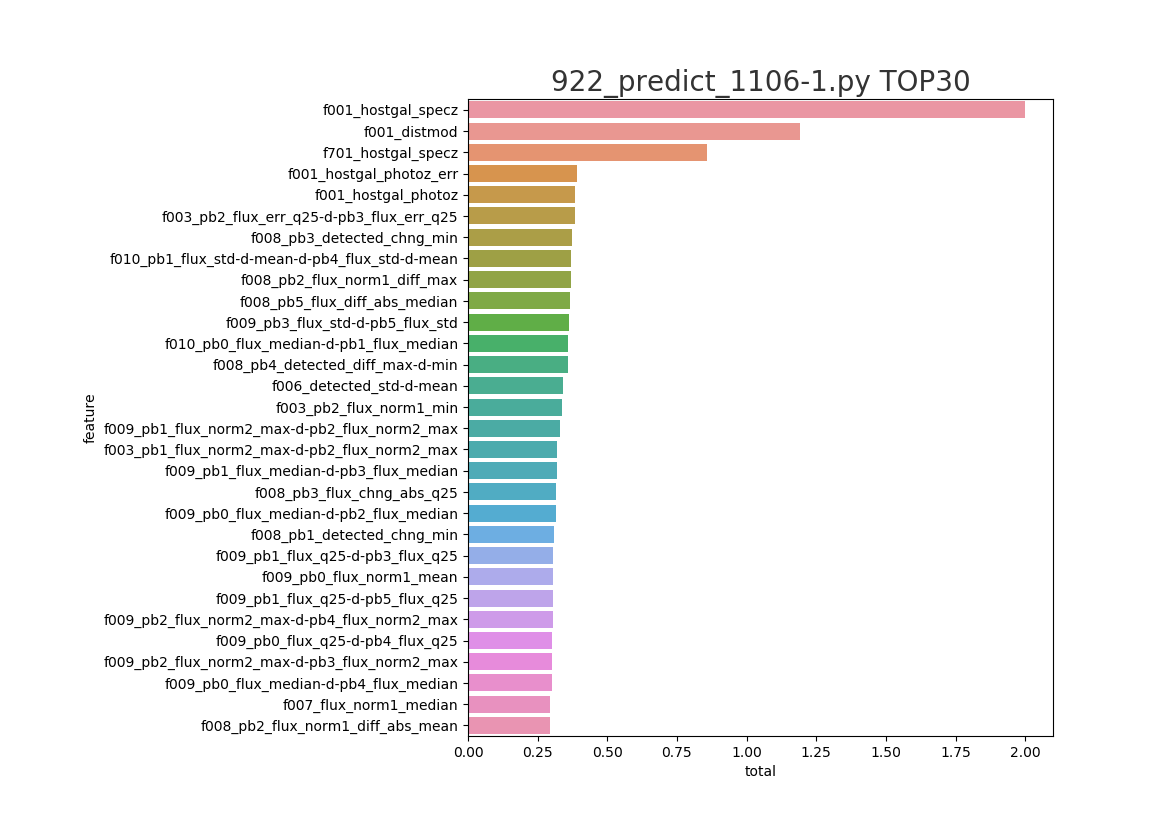 922_predict_1106-1.py TOP30
f001_hostgal_specz
f001_distmod
f701_hostgal_specz
f001_hostgal_photoz_err
f001_hostgal_photoz
f003_pb2_flux_err_q25-d-pb3_flux_err_q25
f008_pb3_detected_chng_min
f010_pb1_flux_std-d-mean-d-pb4_flux_std-d-mean
f008_pb2_flux_norm1_diff_max
f008_pb5_flux_diff_abs_median
f009_pb3_flux_std-d-pb5_flux_std
f010_pb0_flux_median-d-pb1_flux_median
f008_pb4_detected_diff_max-d-min
f006_detected_std-d-mean
f003_pb2_flux_norm1_min
f009_pb1_flux_norm2_max-d-pb2_flux_norm2_max
f003_pb1_flux_norm2_max-d-pb2_flux_norm2_max
f009_pb1_flux_median-d-pb3_flux_median
f008_pb3_flux_chng_abs_q25
f009_pb0_flux_median-d-pb2_flux_median
f008_pb1_detected_chng_min
f009_pb1_flux_q25-d-pb3_flux_q25
f009_pb0_flux_norm1_mean
f009_pb1_flux_q25-d-pb5_flux_q25
f009_pb2_flux_norm2_max-d-pb4_flux_norm2_max
f009_pb0_flux_q25-d-pb4_flux_q25
f009_pb2_flux_norm2_max-d-pb3_flux_norm2_max
f009_pb0_flux_median-d-pb4_flux_median
f007_flux_norm1_median
f008_pb2_flux_norm1_diff_abs_mean
feature
0.00 0.25 0.50 0.75 1.00 1.25 1.50 1.75 2.00
total